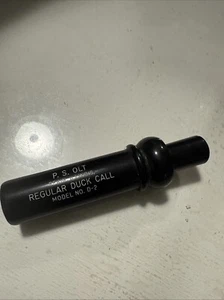 P. S. OLT
REGULAR DUCK CALL
MODEL NO. D-2